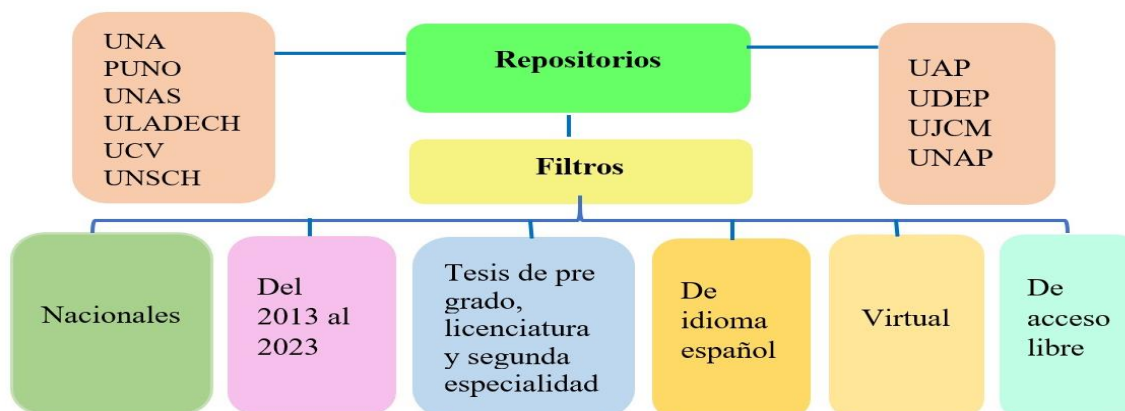 UNA
PUNO
UNAS
ULADECH
UCV
UNSCH
Repositorios
UAP
UDEP
UJCM
UNAP
Filtros
Nacionales
Del
2013 al
2023
Tesis de pre
grado,
licenciatura
y segunda
especialidad
De
idioma
español
Virtual
De
acceso
libre